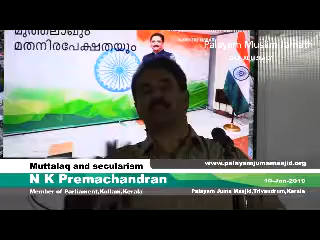 മുത്തലാഖും
മതനിരപേക്ഷതയും
Palayam Muslim Jamath
Muttalaq and secularism
www.palayamjumamasjid.org
N K Premachandran
19-Jan-2019
Member of Parliament,Kollam,Kerala
Palayam Juma Masjid,Trivandrum,Kerala